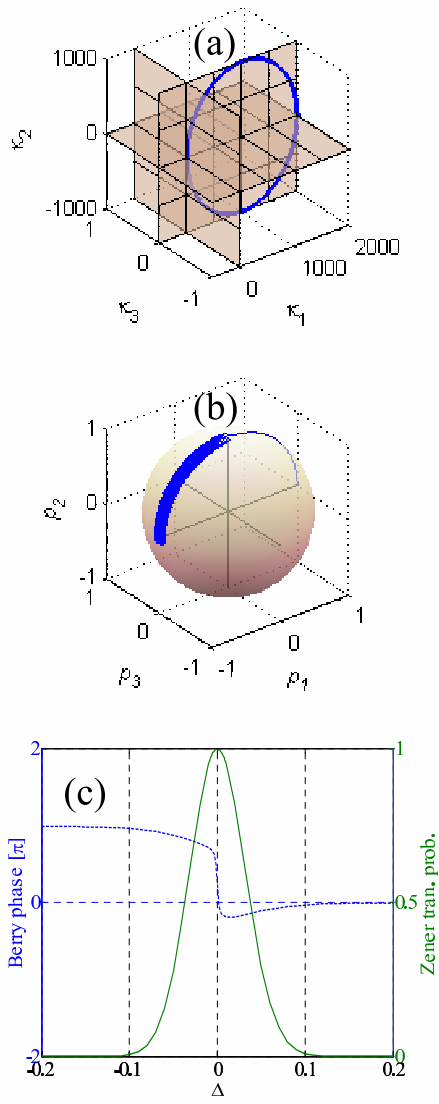 (a)
1000
0
-1000
κ2
1
0
-1
κ3
0
1000
2000
κ1
(b)
1
0
-1
p2
1
0
-1
p3
-1
0
1
p1
(c)
2
0
-2
Berry phase [π]
1
0.5
0
Zener tran. prob.
-0.2
-0.1
0
0.1
0.2
Δ